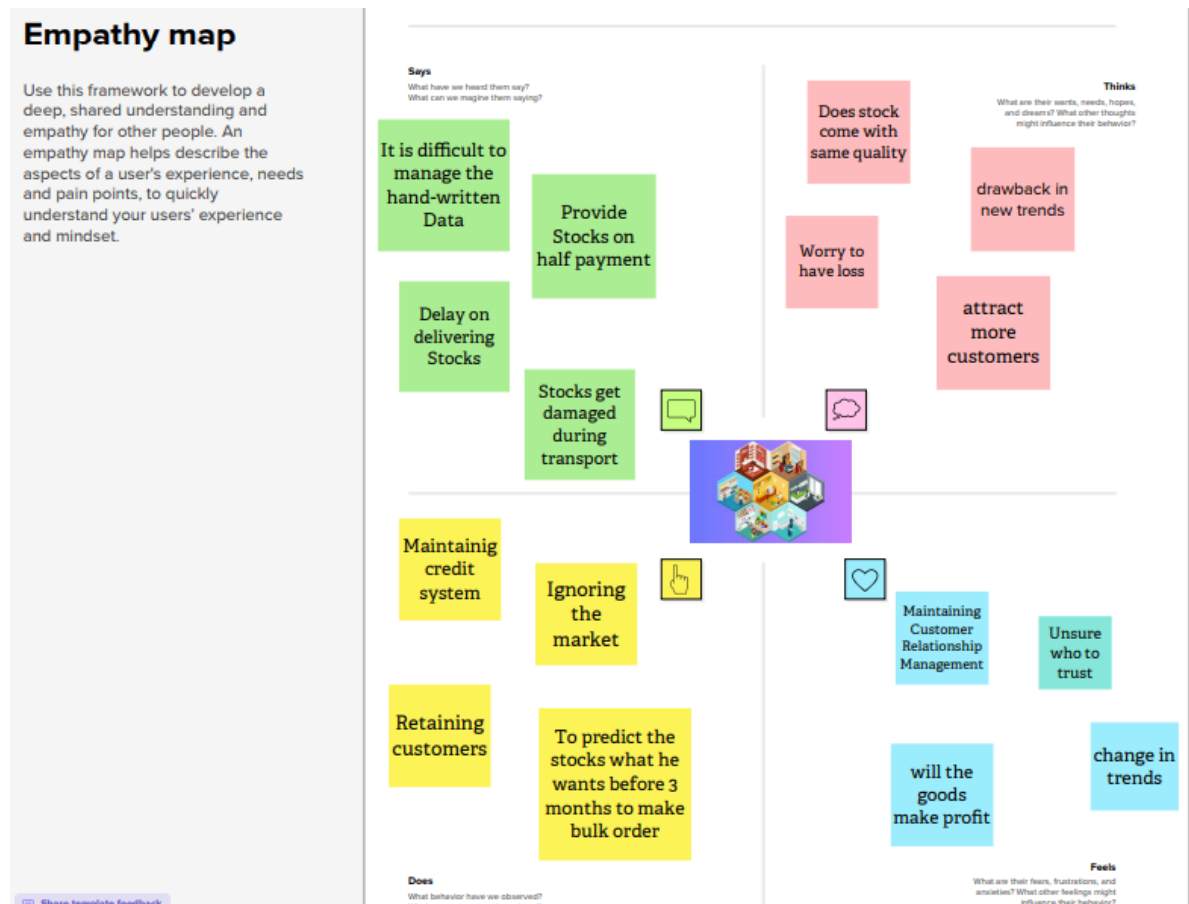 Empathy map
Use this framework to develop a
deep, shared understanding and
empathy for other people. An
empathy map helps describe the
aspects of a user's experience, needs
and pain points, to quickly
understand your users' experience
and mindset.
Says
What have we heard them say?
What can we magine them saying?
It is difficult to
manage the
hand-written
Data
Provide
Stocks on
half payment
Delay on
delivering
Stocks
Stocks get
damaged
during
transport
Thinks
What are their wants, needs, hopes,
and dreams? What other thoughts
might influence their behavior?
Does stock
come with
same quality
drawback in
new trends
Worry to
have loss
attract
more
customers
Maintainig
credit
system
Ignoring
the
market
Retaining
customers
To predict the
stocks what he
wants before 3
months to make
bulk order
Does
What behavior have we observed?
Maintaining
Customer
Relationship
Management
Unsure
who to
trust
will the
goods
make profit
change in
trends
Feels
What are their fears, frustrations, and
anxieties? What other feelings might
influence their behavior?
Share template feedback